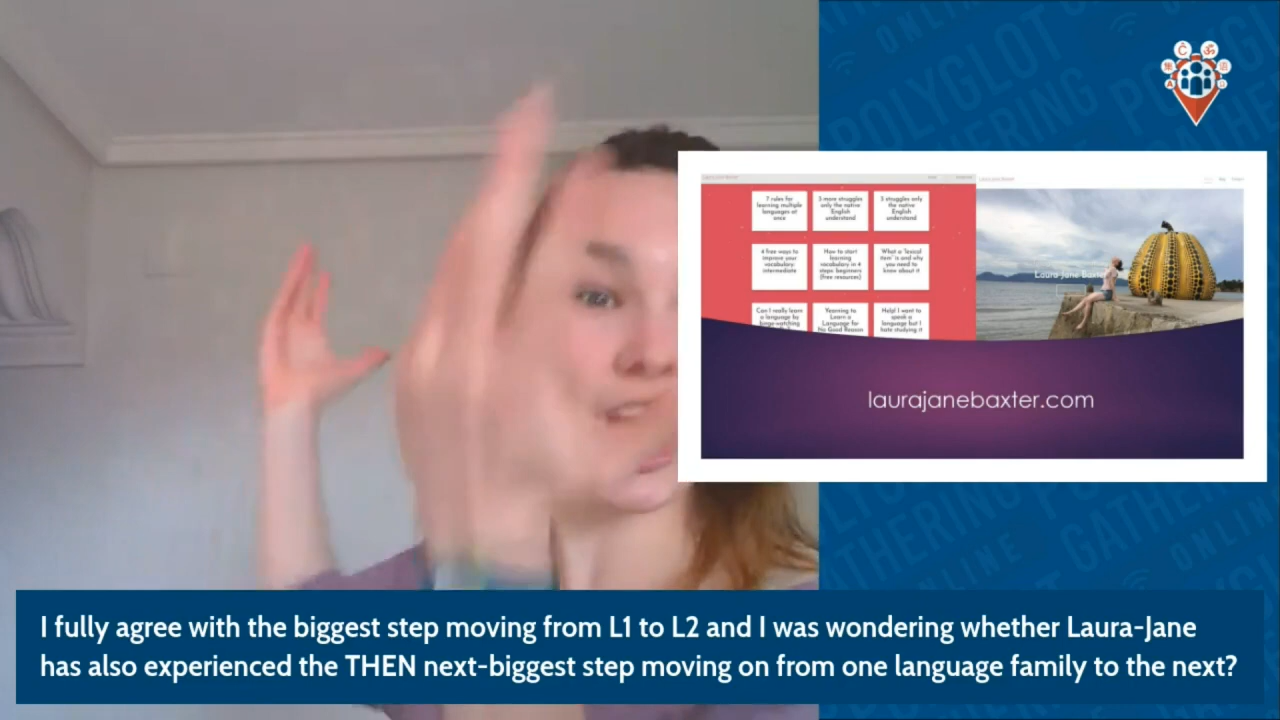 POLYGLOT
GATHERING
ONLINE
7 rules for
learning multiple
languages at
once
3 more struggles
only the native
English
understand
3 struggles only
the native
English
understand
4 free ways to
improve your
vocabulary:
intermediate
How to start
learning
vocabulary in 4
steps: beginners
(free resources)
What a "lexical
item" is and why
you need to
know about it
Can I really learn
a language by
binge-watching
Yearning to
Learn a
Language for
No Good Reason
Help! I want to
speak a
language but I
hate studying it
Laura-Jane Baxter
laurajanebaxter.com
I fully agree with the biggest step moving from L1 to L2 and I was wondering whether Laura-Jane
has also experienced the THEN next-biggest step moving on from one language family to the next?